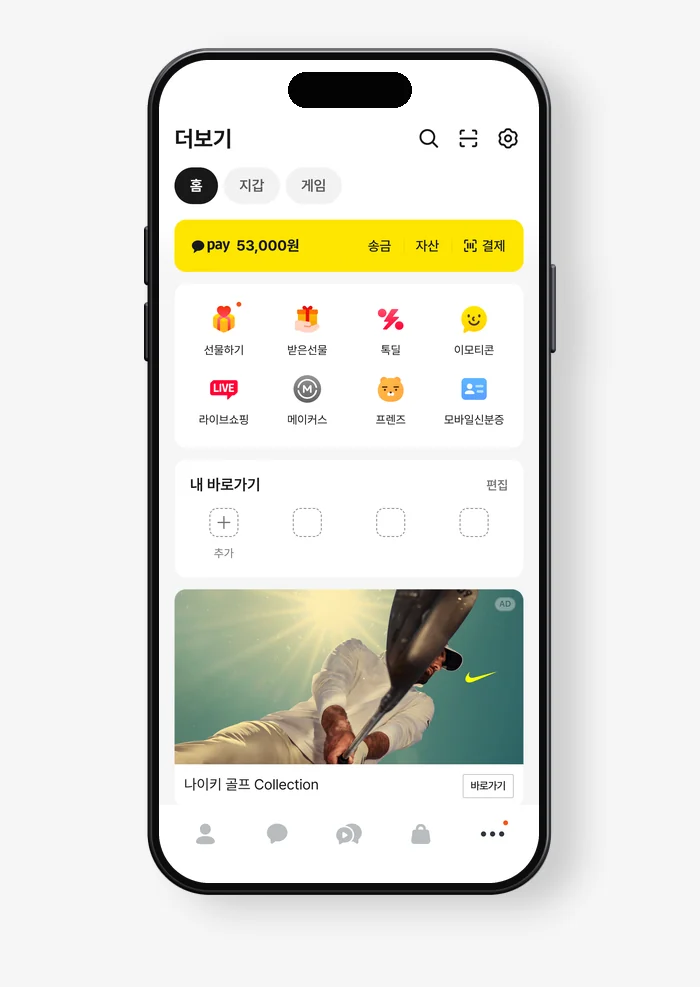 더보기
홈 지갑 게임
pay 53,000원 송금 자산 결제
선물하기 받은선물 톡딜 이모티콘
LIVE M
라이브쇼핑 메이커스 프렌즈 모바일신분증
내 바로가기 편집
추가
AD
나이키 골프 Collection 바로가기